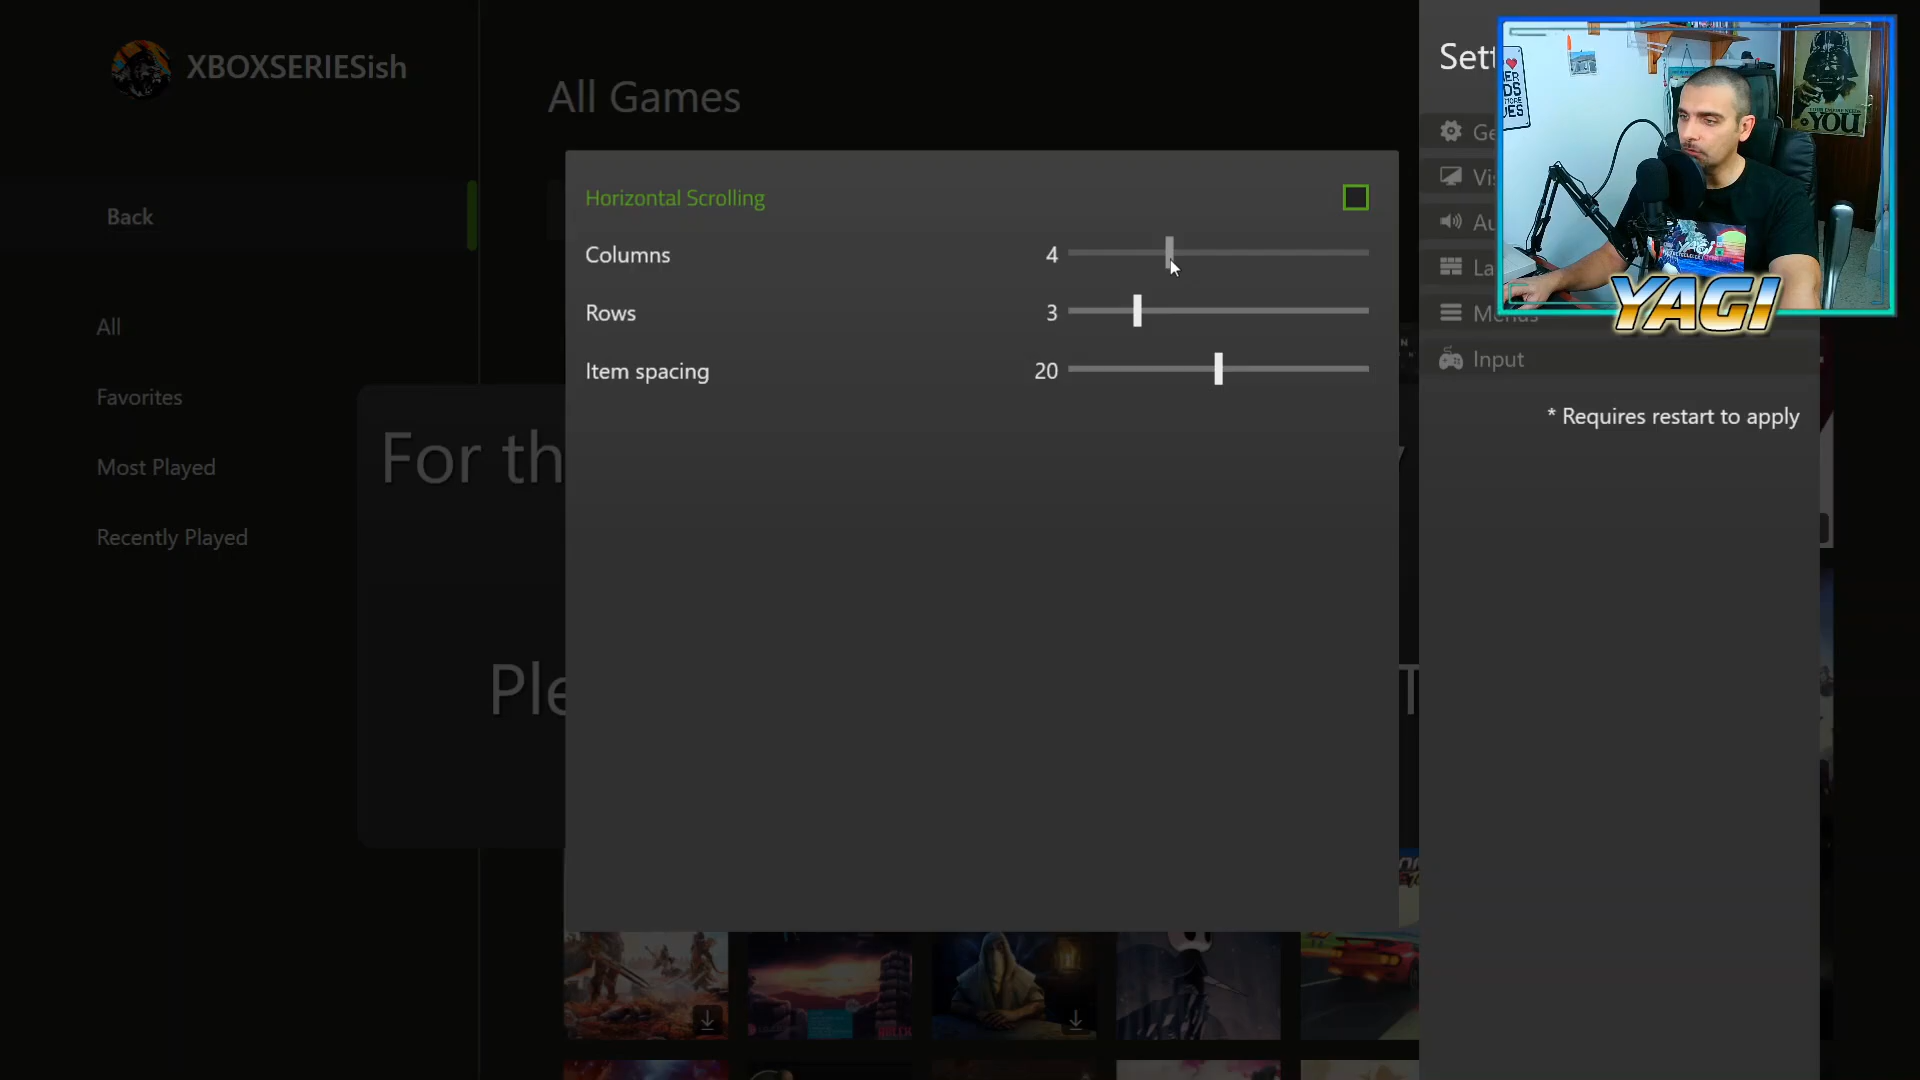 XBOXSERIESish
Back
All
Favorites
Most Played
Recently Played
All Games
Horizontal Scrolling
Columns 4
Rows 3
Item spacing 20
For th
Ple
Input
* Requires restart to apply
YOU
YAGI